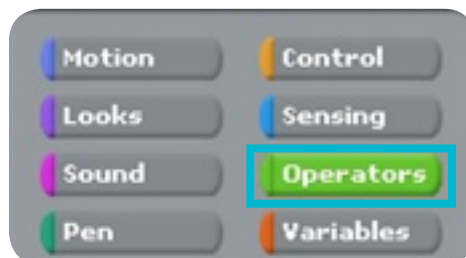 Motion Control
Looks Sensing
Sound Operators
Pen Variables